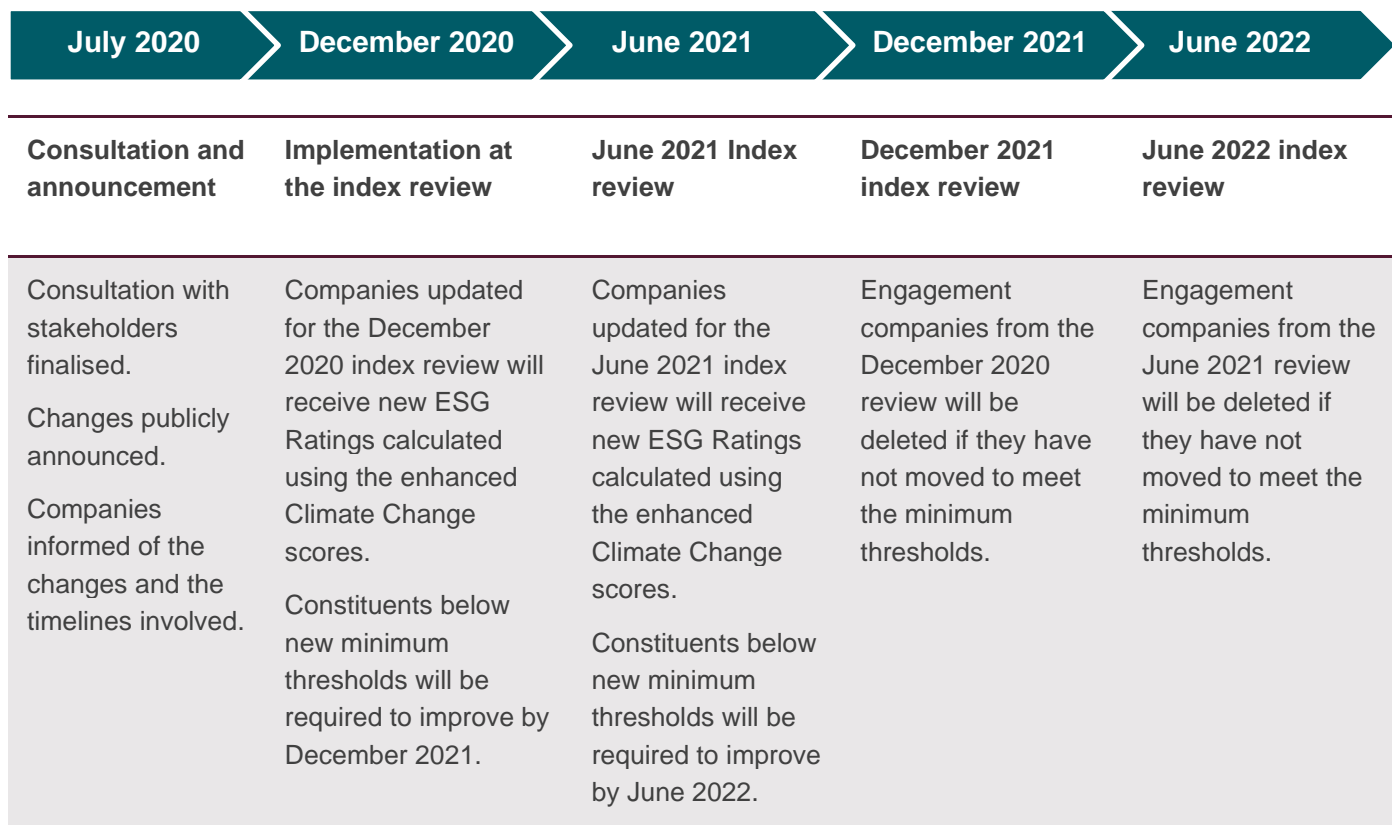 July 2020
December 2020
June 2021
December 2021
June 2022
Consultation and
announcement
Implementation at
the index review
June 2021 Index
review
December 2021
index review
June 2022 index
review
Consultation with
stakeholders
finalised.
Changes publicly
announced.
Companies
informed of the
changes and the
timelines involved.
Companies updated
for the December
2020 index review will
receive new ESG
Ratings calculated
using the enhanced
Climate Change
scores.
Constituents below
new minimum
thresholds will be
required to improve by
December 2021.
Companies
updated for the
June 2021 index
review will receive
new ESG Ratings
calculated using
the enhanced
Climate Change
scores.
Constituents below
new minimum
thresholds will be
required to improve
by June 2022.
Engagement
companies from the
December 2020
review will be
deleted if they have
not moved to meet
the minimum
thresholds.
Engagement
companies from the
June 2021 review
will be deleted if
they have not
moved to meet the
minimum
thresholds.